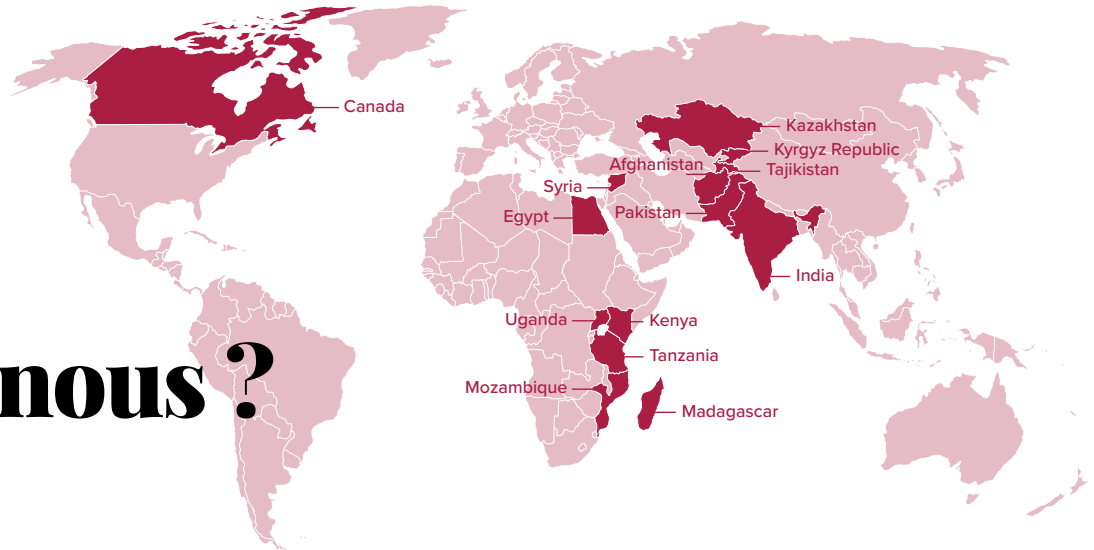 Canada
Kazakhstan
Kyrgyz Republic
Afghanistan
Tajikistan
Syria
Egypt
Pakistan
India
Uganda
Kenya
Tanzania
Mozambique
Madagascar
nous ?